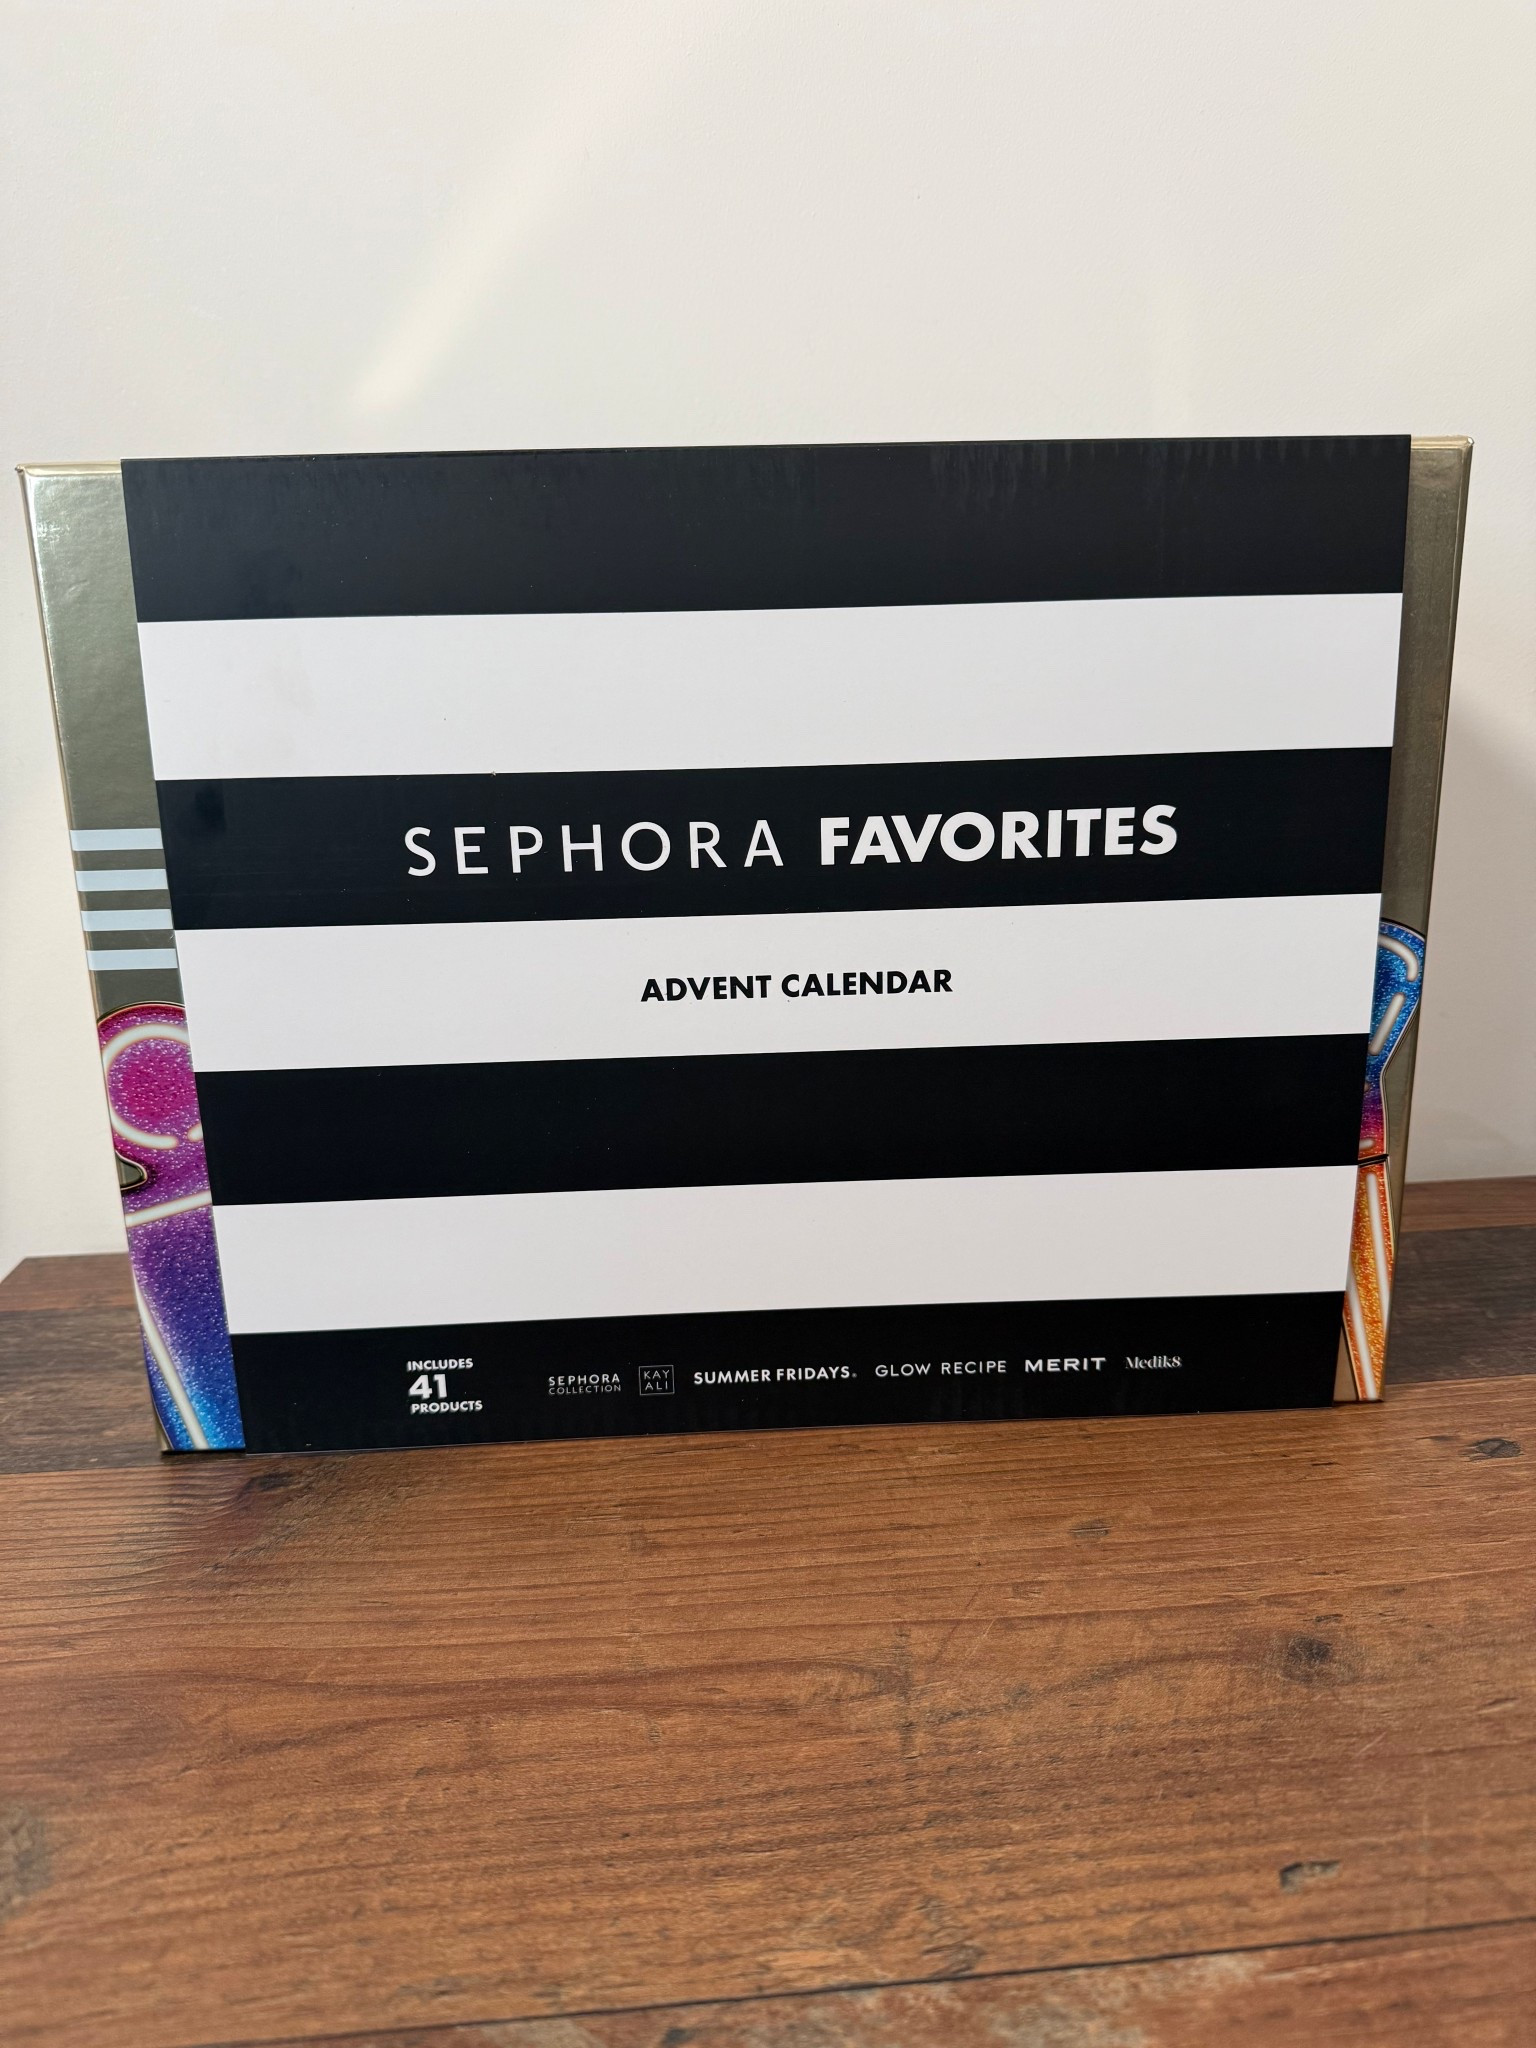 SEPHORA FAVORITES
ADVENT CALENDAR
INCLUDES
41
PRODUCTS
SEPHORA
COLLECTION
KAY
ALI
SUMMER FRIDAYS®
GLOW RECIPE
MERIT
Medik8